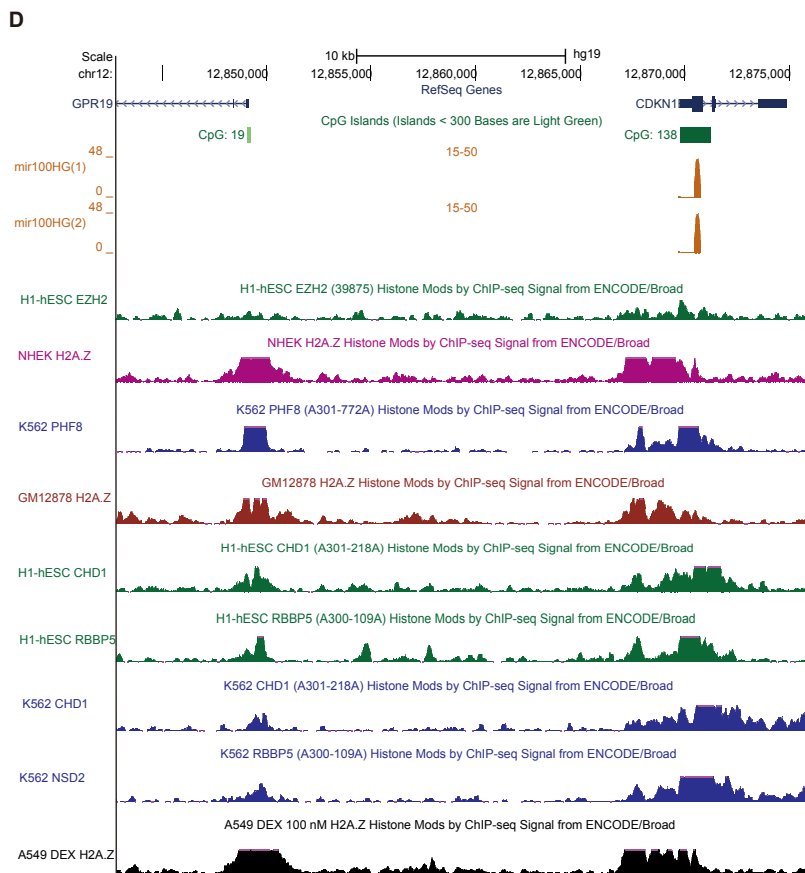 D
Scale 10 kb hg19
chr12: 12,850,000 12,855,000 12,860,000 12,865,000 12,870,000 12,875,000
RefSeq Genes
GPR19 CDKN1
CpG Islands (Islands < 300 Bases are Light Green)
CpG: 19 CpG: 138
48 15-50
mir100HG(1)
0
48 15-50
mir100HG(2)
0
H1-hESC EZH2 (39875) Histone Mods by ChIP-seq Signal from ENCODE/Broad
H1-hESC EZH2
NHEK H2A.Z Histone Mods by ChIP-seq Signal from ENCODE/Broad
NHEK H2A.Z
K562 PHF8 (A301-772A) Histone Mods by ChIP-seq Signal from ENCODE/Broad
K562 PHF8
GM12878 H2A.Z Histone Mods by ChIP-seq Signal from ENCODE/Broad
GM12878 H2A.Z
H1-hESC CHD1 (A301-218A) Histone Mods by ChIP-seq Signal from ENCODE/Broad
H1-hESC CHD1
H1-hESC RBBP5 (A300-109A) Histone Mods by ChIP-seq Signal from ENCODE/Broad
H1-hESC RBBP5
K562 CHD1 (A301-218A) Histone Mods by ChIP-seq Signal from ENCODE/Broad
K562 CHD1
K562 RBBP5 (A300-109A) Histone Mods by ChIP-seq Signal from ENCODE/Broad
K562 NSD2
A549 DEX 100 nM H2A.Z Histone Mods by ChIP-seq Signal from ENCODE/Broad
A549 DEX H2A.Z